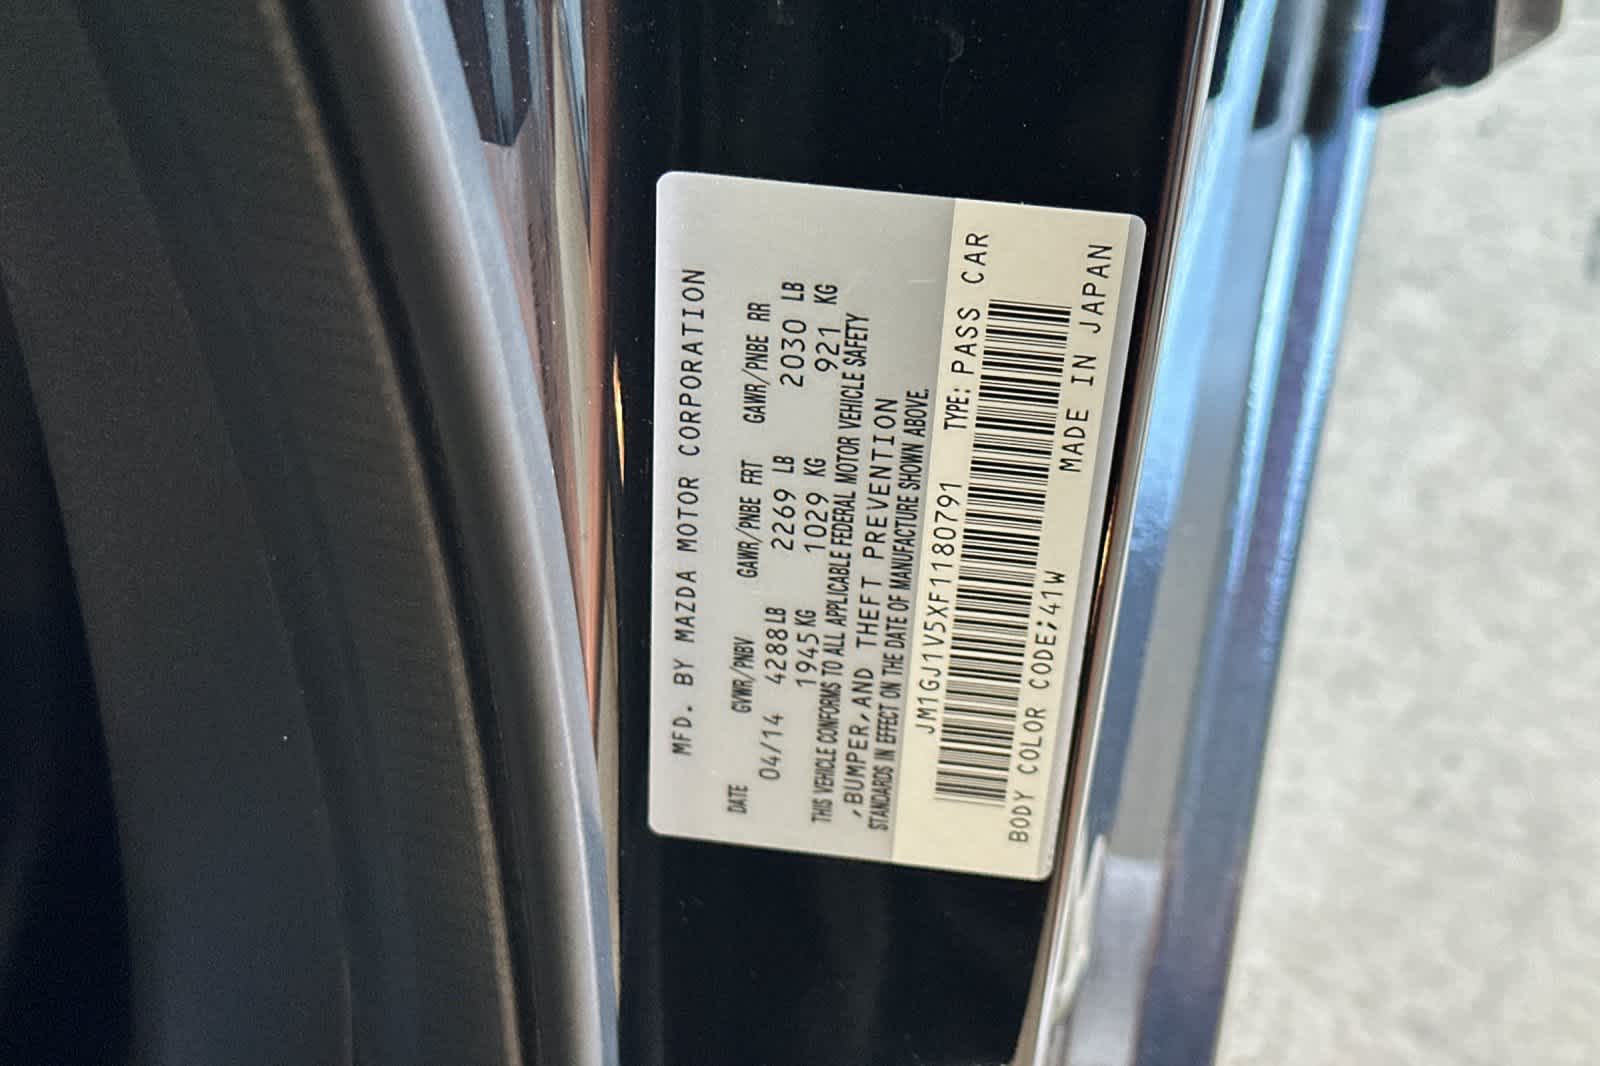 MFD. BY MAZDA MOTOR CORPORATION
DATE GVWR/PNBV GAWR/PNBE FRT GAWR/PNBE RR
04/14 4288LB 2269 LB 2030 LB
1945KG 1029 KG 921 KG
THIS VEHICLE CONFORMS TO ALL APPLICABLE FEDERAL MOTOR VEHICLE SAFETY
,BUMPER,AND THEFT PREVENTION
STANDARDS IN EFFECT ON THE DATE OF MANUFACTURE SHOWN ABOVE.
JM1GJ1V5XF1180791 TYPE: PASS CAR
BODY COLOR CODE;41W MADE IN JAPAN